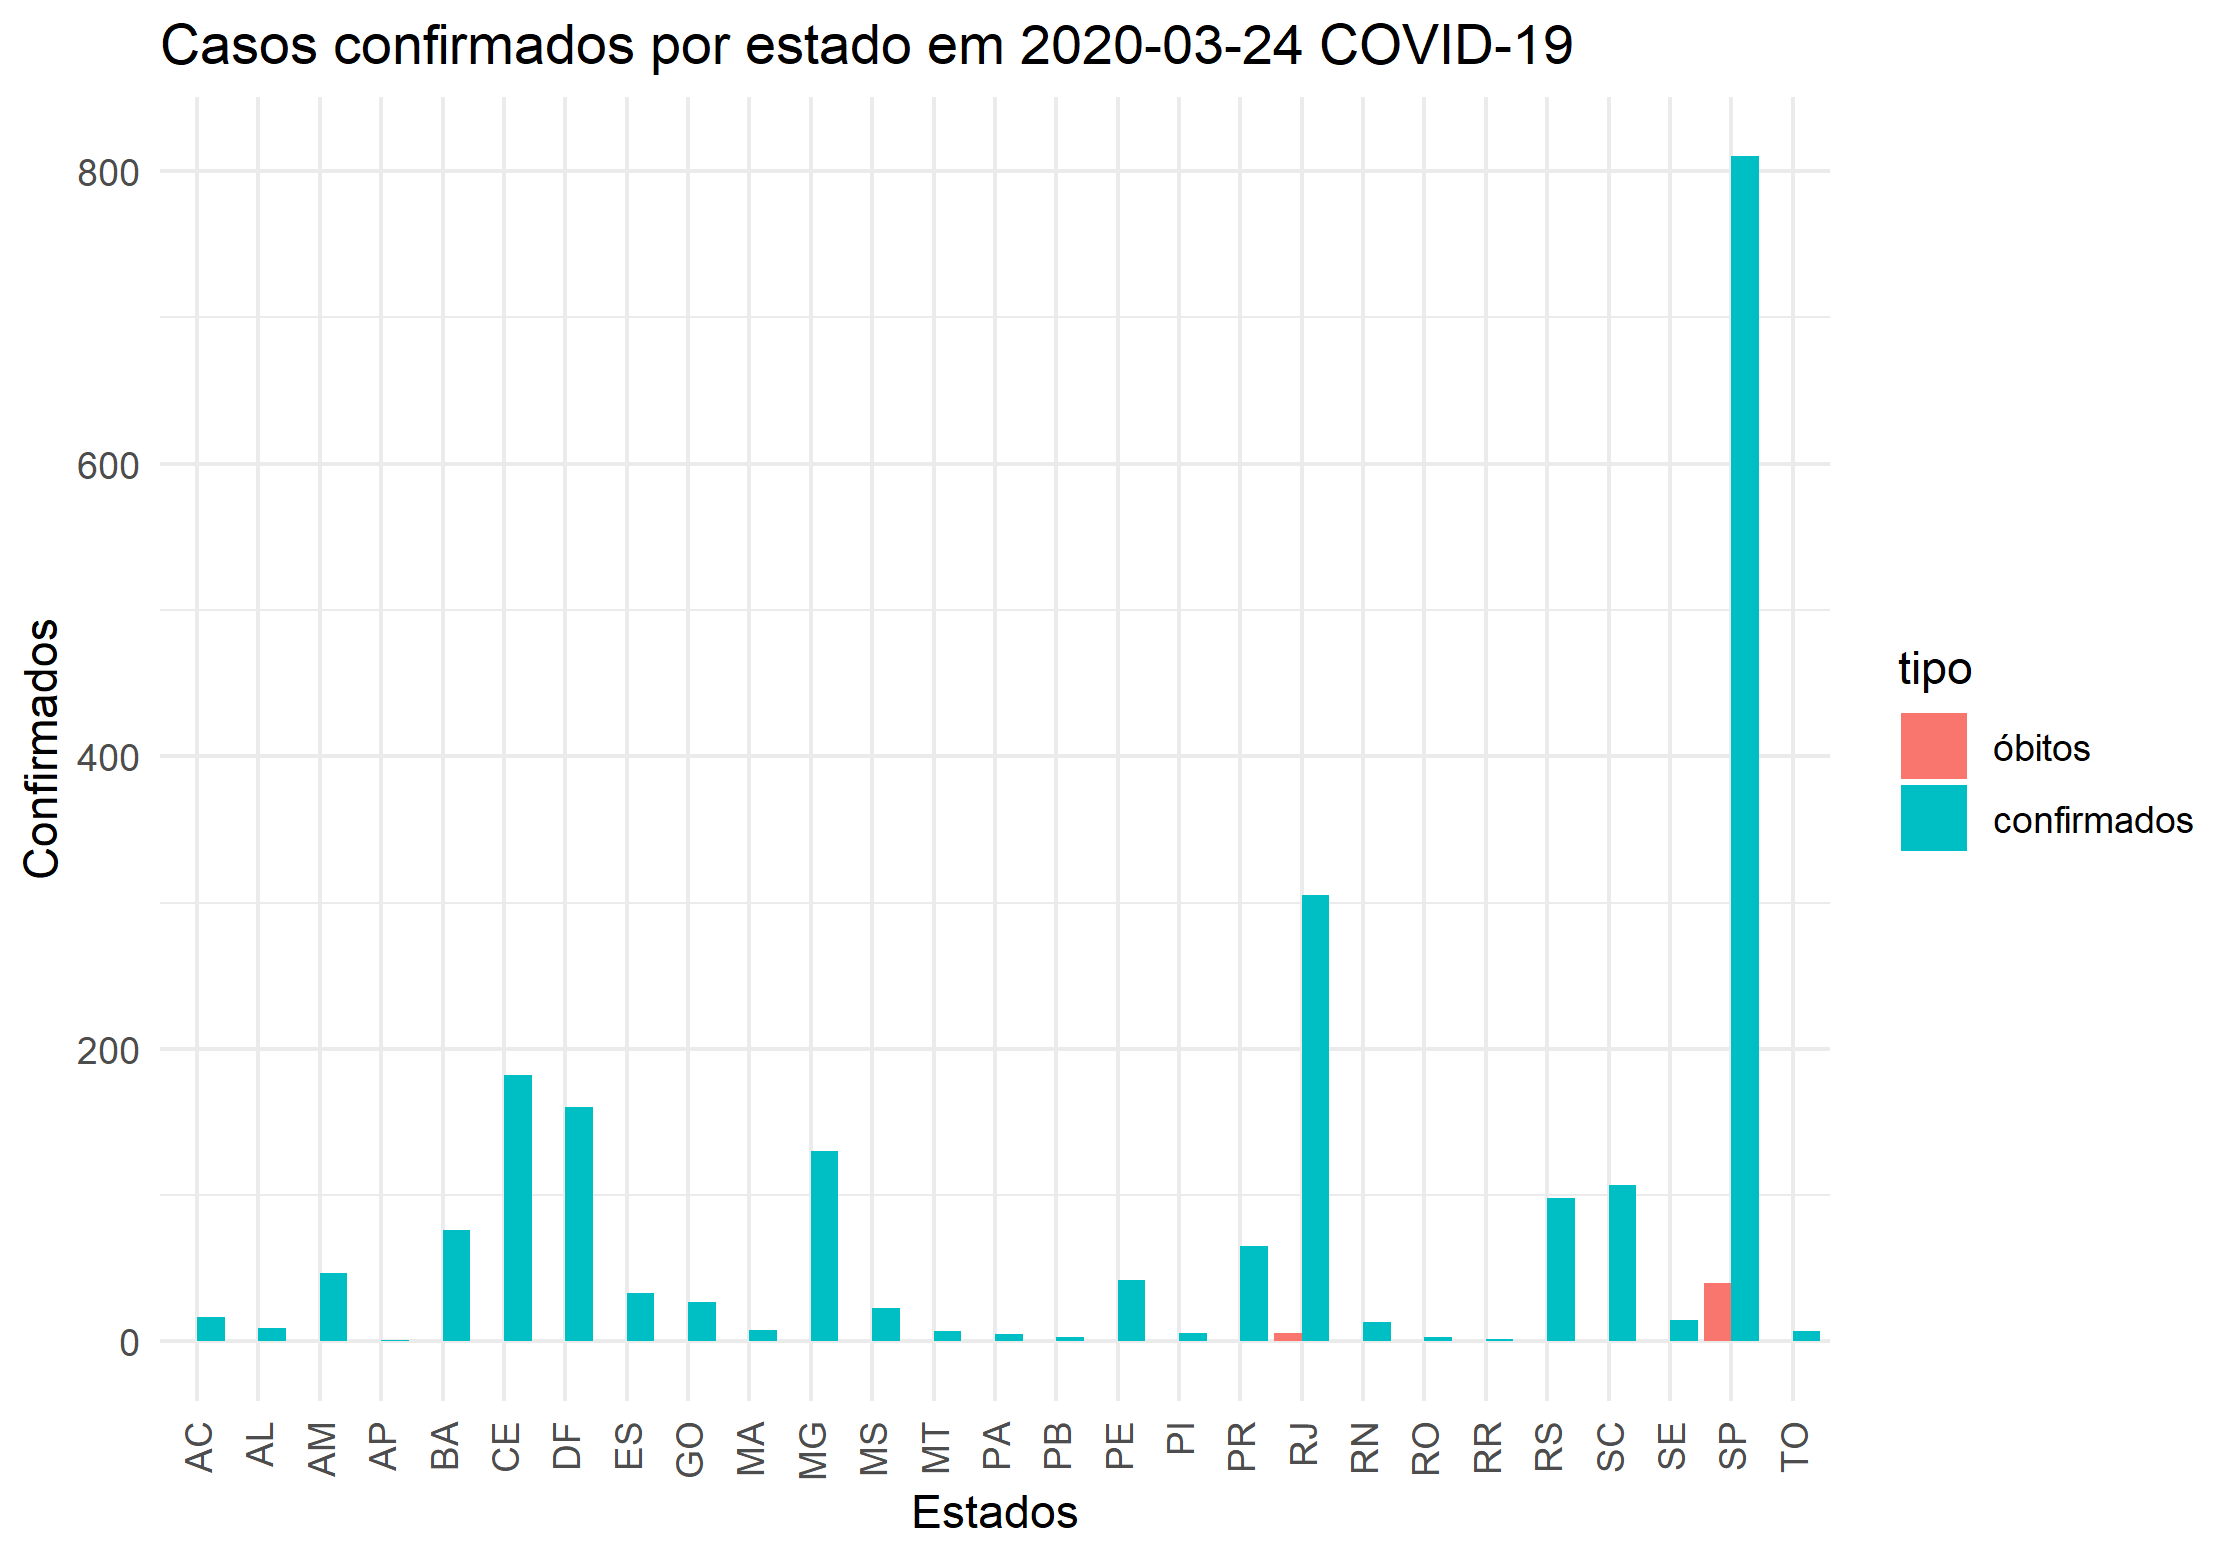 Casos confirmados por estado em 2020-03-24 COVID-19
Confirmados
800
600
400
200
0
AC
AL
AM
AP
BA
CE
DF
ES
GO
MA
MG
MS
MT
PA
PB
PE
PI
PR
RJ
RN
RO
RR
RS
SC
SE
SP
TO
Estados
tipo
óbitos
confirmados